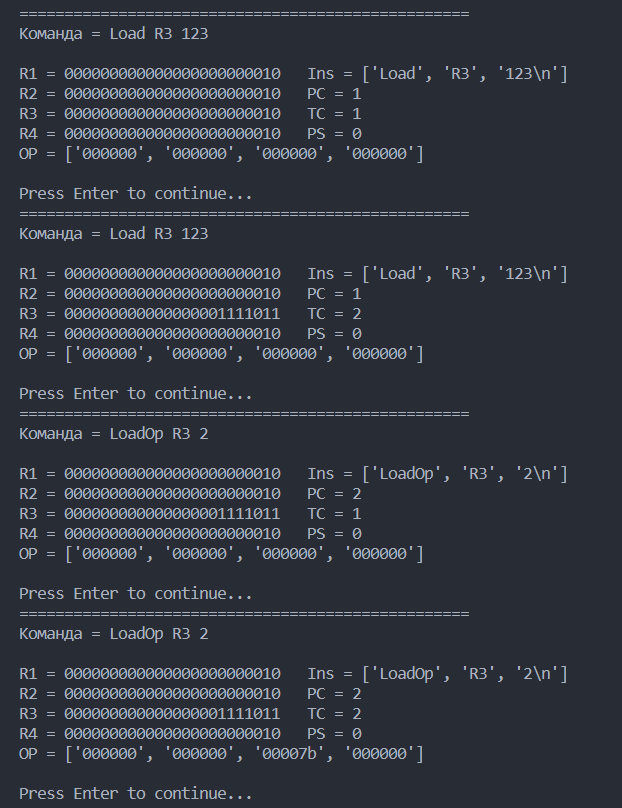 ==================================================
Команда = Load R3 123
R1 = 000000000000000000000010   Ins = ['Load', 'R3', '123\n']
R2 = 000000000000000000000010   PC = 1
R3 = 000000000000000000000010   TC = 1
R4 = 000000000000000000000010   PS = 0
OP = ['000000', '000000', '000000', '000000']
Press Enter to continue...
==================================================
Команда = Load R3 123
R1 = 000000000000000000000010   Ins = ['Load', 'R3', '123\n']
R2 = 000000000000000000000010   PC = 1
R3 = 000000000000000001111011   TC = 2
R4 = 000000000000000000000010   PS = 0
OP = ['000000', '000000', '000000', '000000']
Press Enter to continue...
==================================================
Команда = LoadOp R3 2
R1 = 000000000000000000000010   Ins = ['LoadOp', 'R3', '2\n']
R2 = 000000000000000000000010   PC = 2
R3 = 000000000000000001111011   TC = 1
R4 = 000000000000000000000010   PS = 0
OP = ['000000', '000000', '000000', '000000']
Press Enter to continue...
==================================================
Команда = LoadOp R3 2
R1 = 000000000000000000000010   Ins = ['LoadOp', 'R3', '2\n']
R2 = 000000000000000000000010   PC = 2
R3 = 000000000000000001111011   TC = 2
R4 = 000000000000000000000010   PS = 0
OP = ['000000', '000000', '00007b', '000000']
Press Enter to continue...